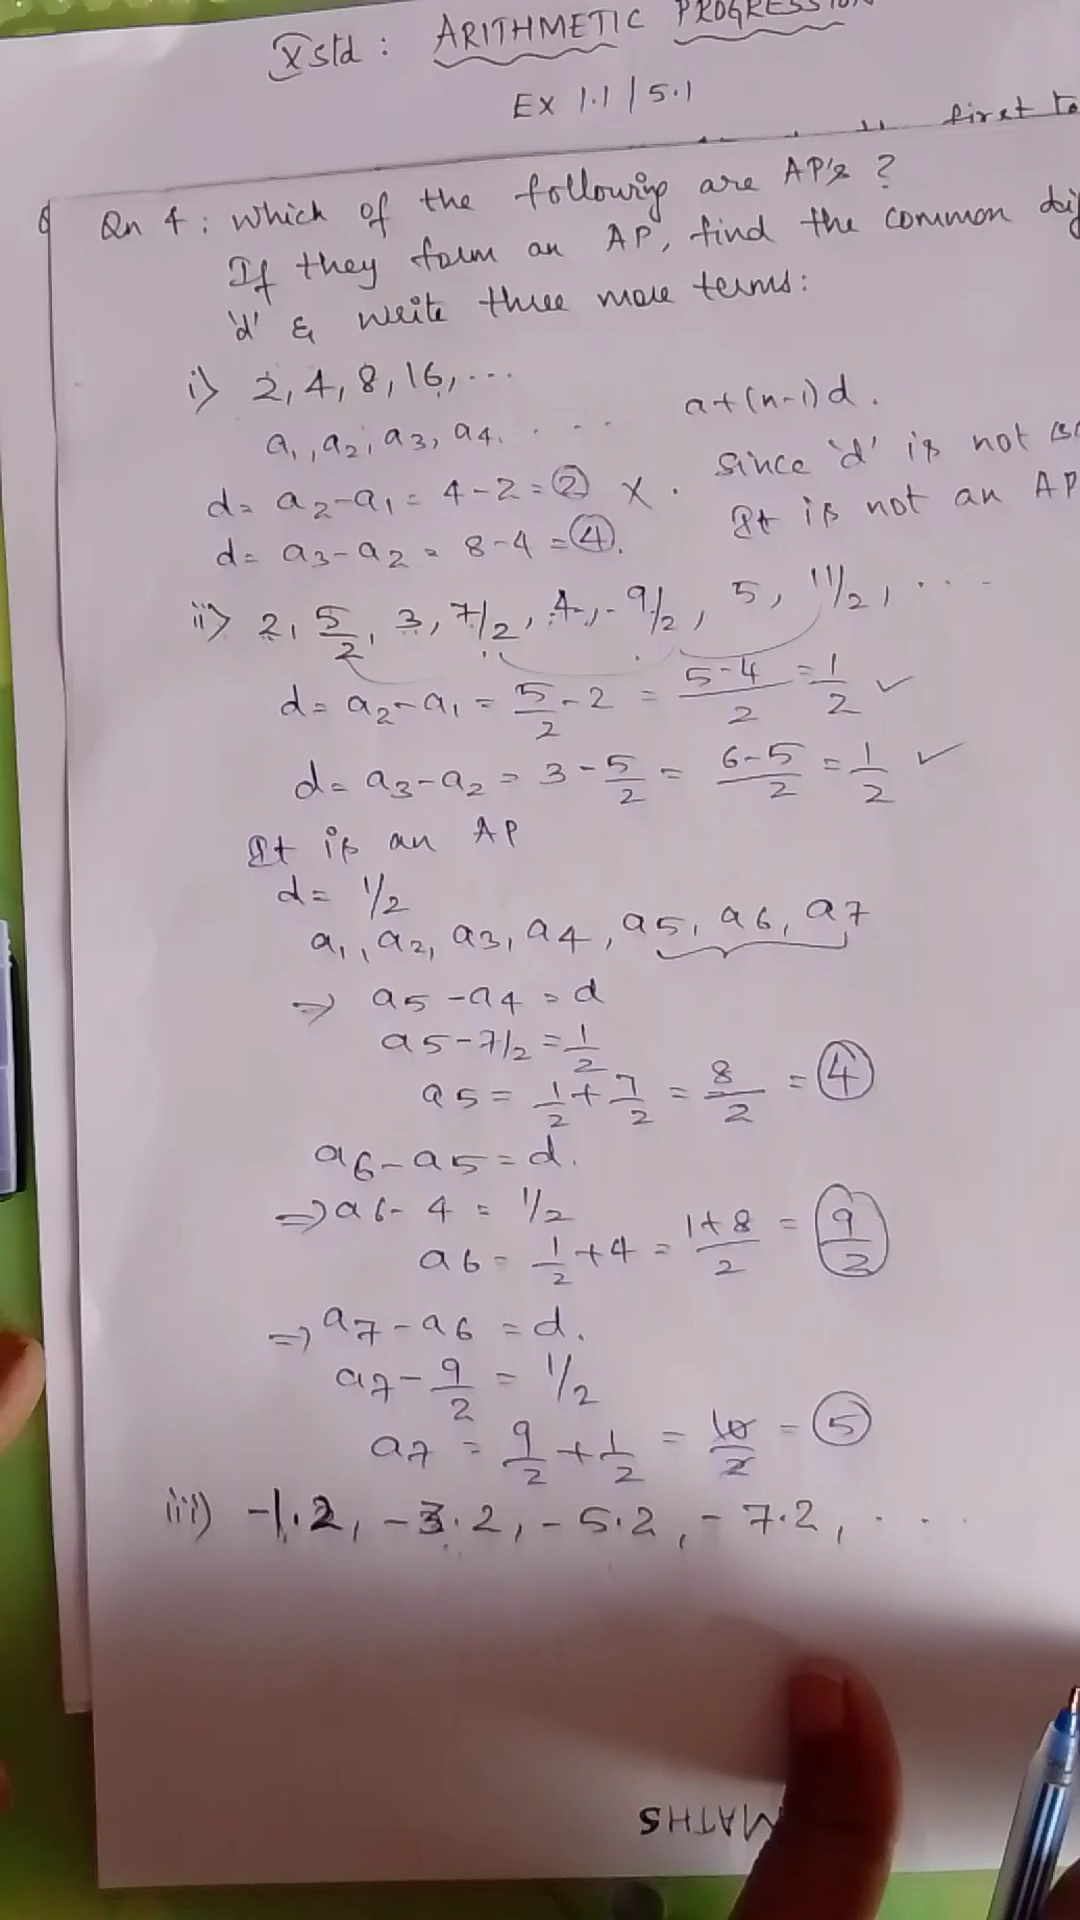 X std : ARITHMETIC PROGRESSION
Ex 1.1 / 5.1
first to
Qn 4 : which of the following are AP's ?
If they form an AP, find the common dif
'd' & write three more terms:
i) 2, 4, 8, 16, ...
a1, a2, a3, a4. . . . .
a+(n-1)d .
d = a2-a1 = 4-2 = 2 X .
since 'd' is not
d = a3-a2 = 8-4 = 4.
It is not an AP
ii) 2, 5/2, 3, 7/2, 4, 9/2, 5, 11/2, . . . .
d = a2-a1 = 5/2 - 2 = 5-4/2 = 1/2 ✓
d = a3-a2 = 3 - 5/2 = 6-5/2 = 1/2 ✓
It is an AP
d = 1/2
a1, a2, a3, a4, a5, a6, a7
⇒ a5 - a4 = d
a5 - 7/2 = 1/2
a5 = 1/2 + 7/2 = 8/2 = 4
a6 - a5 = d.
⇒ a6 - 4 = 1/2
a6 = 1/2 + 4 = 1+8/2 = 9/2
⇒ a7 - a6 = d.
a7 - 9/2 = 1/2
a7 = 9/2 + 1/2 = 10/2 = 5
iii) -1.2, -3.2, -5.2, -7.2, . . .
MATHS